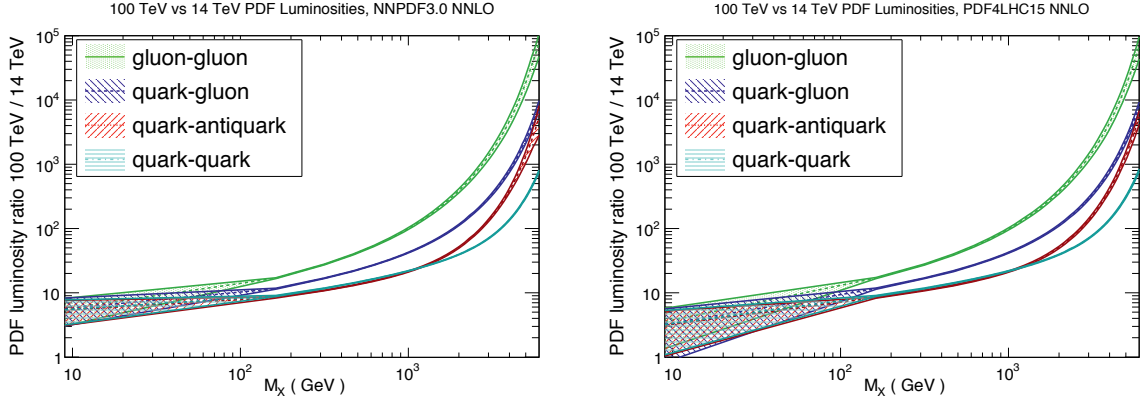 100 TeV vs 14 TeV PDF Luminosities, NNPDF3.0 NNLO
PDF luminosity ratio 100 TeV / 14 TeV
10^5
10^4
10^3
10^2
10
1
gluon-gluon
quark-gluon
quark-antiquark
quark-quark
10
10^2
10^3
M_X ( GeV )
100 TeV vs 14 TeV PDF Luminosities, PDF4LHC15 NNLO
PDF luminosity ratio 100 TeV / 14 TeV
10^5
10^4
10^3
10^2
10
1
gluon-gluon
quark-gluon
quark-antiquark
quark-quark
10
10^2
10^3
M_X ( GeV )